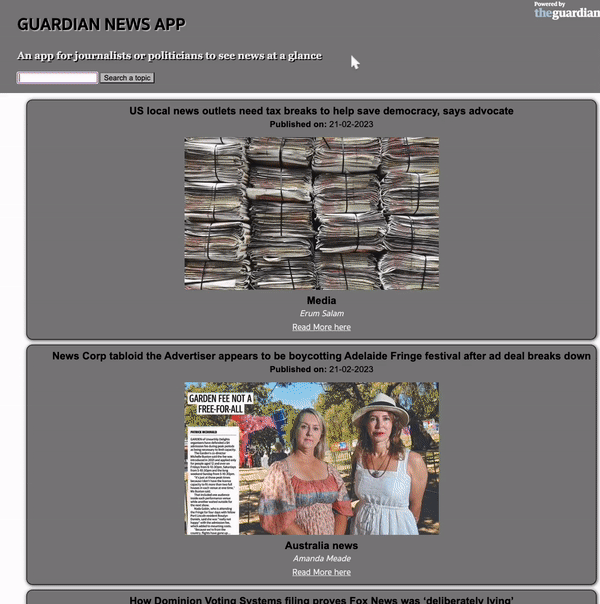 Powered by
theguardian
GUARDIAN NEWS APP
An app for journalists or politicians to see news at a glance
Search a topic
US local news outlets need tax breaks to help save democracy, says advocate
Published on: 21-02-2023
Media
Erum Salam
Read More here
News Corp tabloid the Advertiser appears to be boycotting Adelaide Fringe festival after ad deal breaks down
Published on: 21-02-2023
GARDEN FEE NOT A
FREE-FOR-ALL
Australia news
Amanda Meade
Read More here
How Dominion Voting Systems filing proves Fox News was ‘deliberately lying’